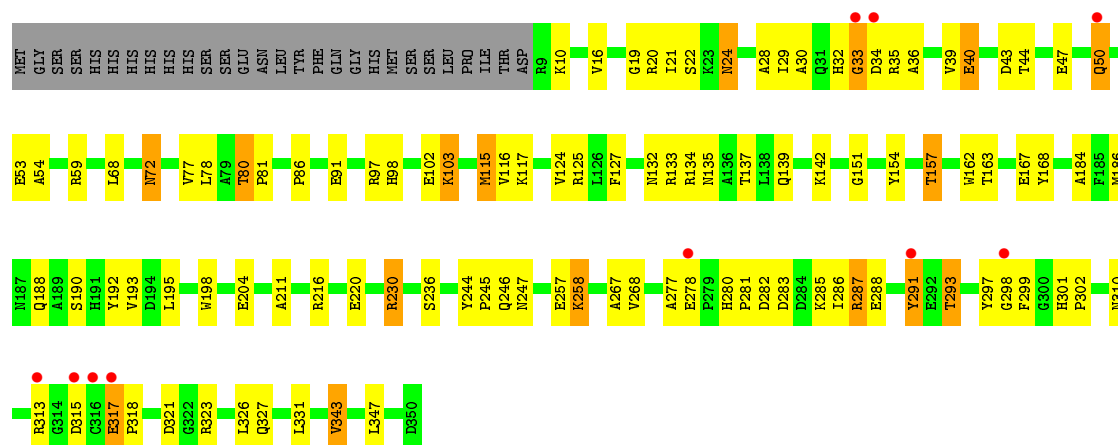 MET GLY SER SER HIS HIS HIS HIS HIS HIS SER SER GLU ASN LEU TYR PHE GLN GLY HIS MET SER SER LEU PRO ILE THR ASP R9 K10 V16 G19 R20 I21 S22 K23 N24 A28 I29 A30 Q31 H32 G33 D34 R35 A36 V39 E40 D43 T44 E47 Q50
E53 A54 R59 L68 N72 V77 L78 A79 T80 P81 P86 E91 R97 H98 E102 K103 M115 V116 K117 V124 R125 L126 F127 N132 R133 R134 N135 A136 T137 L138 Q139 K142 G151 Y154 T157 W162 T163 E167 Y168 A184 F185 M186
N187 Q188 A189 S190 H191 Y192 V193 D194 L195 W198 E204 A211 R216 E220 R230 S236 Y244 P245 Q246 N247 E257 K258 A267 V268 A277 E278 P279 H280 P281 D282 D283 D284 K285 I286 R287 E288 Y291 E292 T293 Y297 G298 F299 G300 H301 P302 N310
R313 G314 D315 C316 E317 P318 D321 G322 R323 L326 Q327 L331 V343 L347 D350